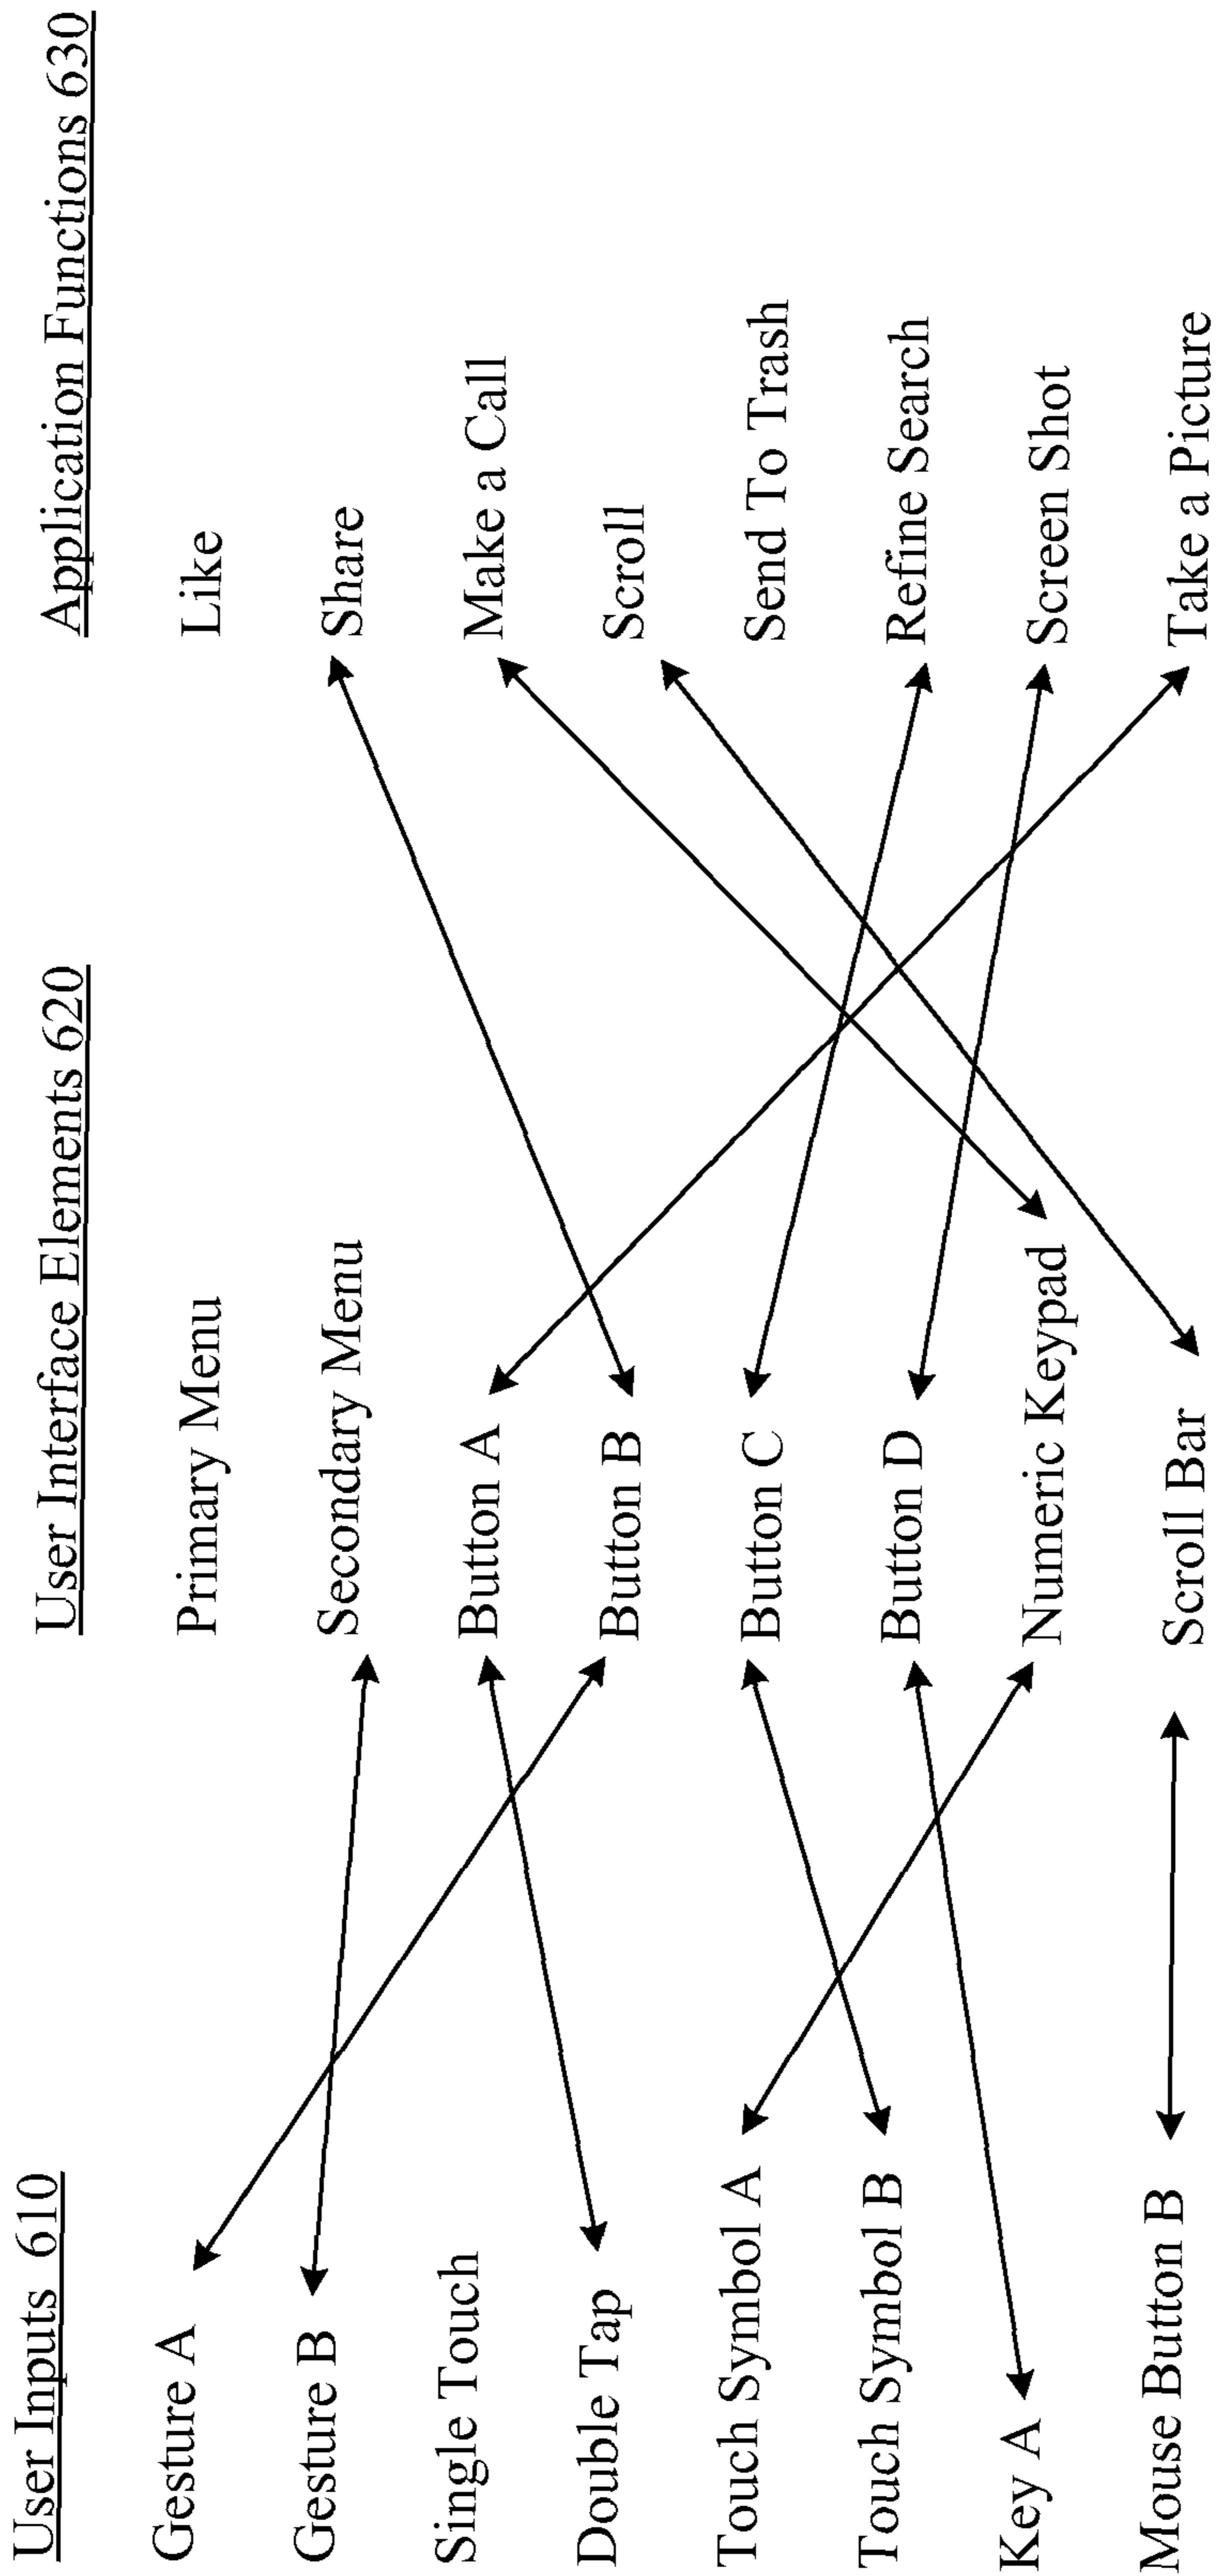 User Inputs 610
Gesture A
Gesture B
Single Touch
Double Tap
Touch Symbol A
Touch Symbol B
Key A
Mouse Button B
User Interface Elements 620
Primary Menu
Secondary Menu
Button A
Button B
Button C
Button D
Numeric Keypad
Scroll Bar
Application Functions 630
Like
Share
Make a Call
Scroll
Send To Trash
Refine Search
Screen Shot
Take a Picture